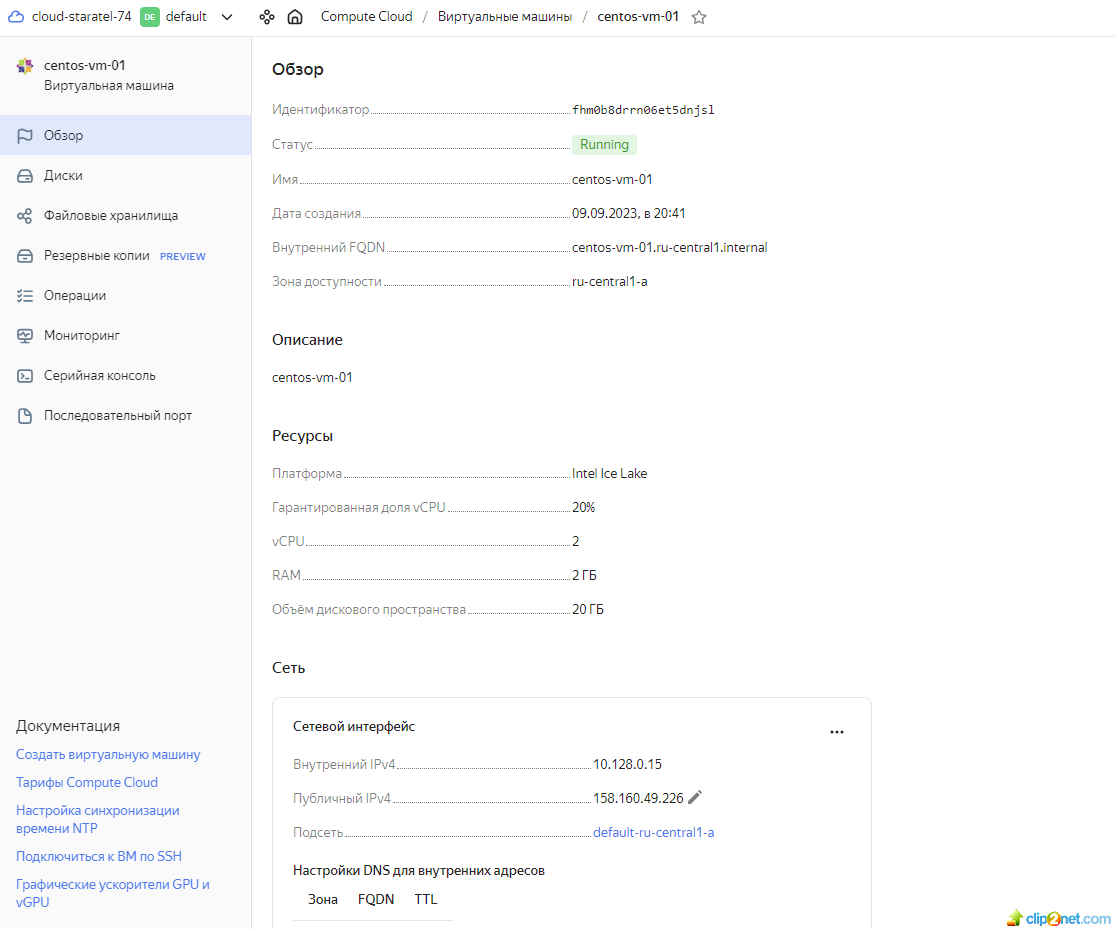 cloud-staratel-74 DE default Compute Cloud / Виртуальные машины / centos-vm-01
centos-vm-01
Виртуальная машина
Обзор
Диски
Файловые хранилища
Резервные копии PREVIEW
Операции
Мониторинг
Серийная консоль
Последовательный порт
Документация
Создать виртуальную машину
Тарифы Compute Cloud
Настройка синхронизации
времени NTP
Подключиться к ВМ по SSH
Графические ускорители GPU и
vGPU
Обзор
Идентификатор fhm0b8drrn06et5dnjsl
Статус Running
Имя centos-vm-01
Дата создания 09.09.2023, в 20:41
Внутренний FQDN centos-vm-01.ru-central1.internal
Зона доступности ru-central1-a
Описание
centos-vm-01
Ресурсы
Платформа Intel Ice Lake
Гарантированная доля vCPU 20%
vCPU 2
RAM 2 ГБ
Объём дискового пространства 20 ГБ
Сеть
Сетевой интерфейс
Внутренний IPv4 10.128.0.15
Публичный IPv4 158.160.49.226
Подсеть default-ru-central1-a
Настройки DNS для внутренних адресов
Зона FQDN TTL
clip2net.com